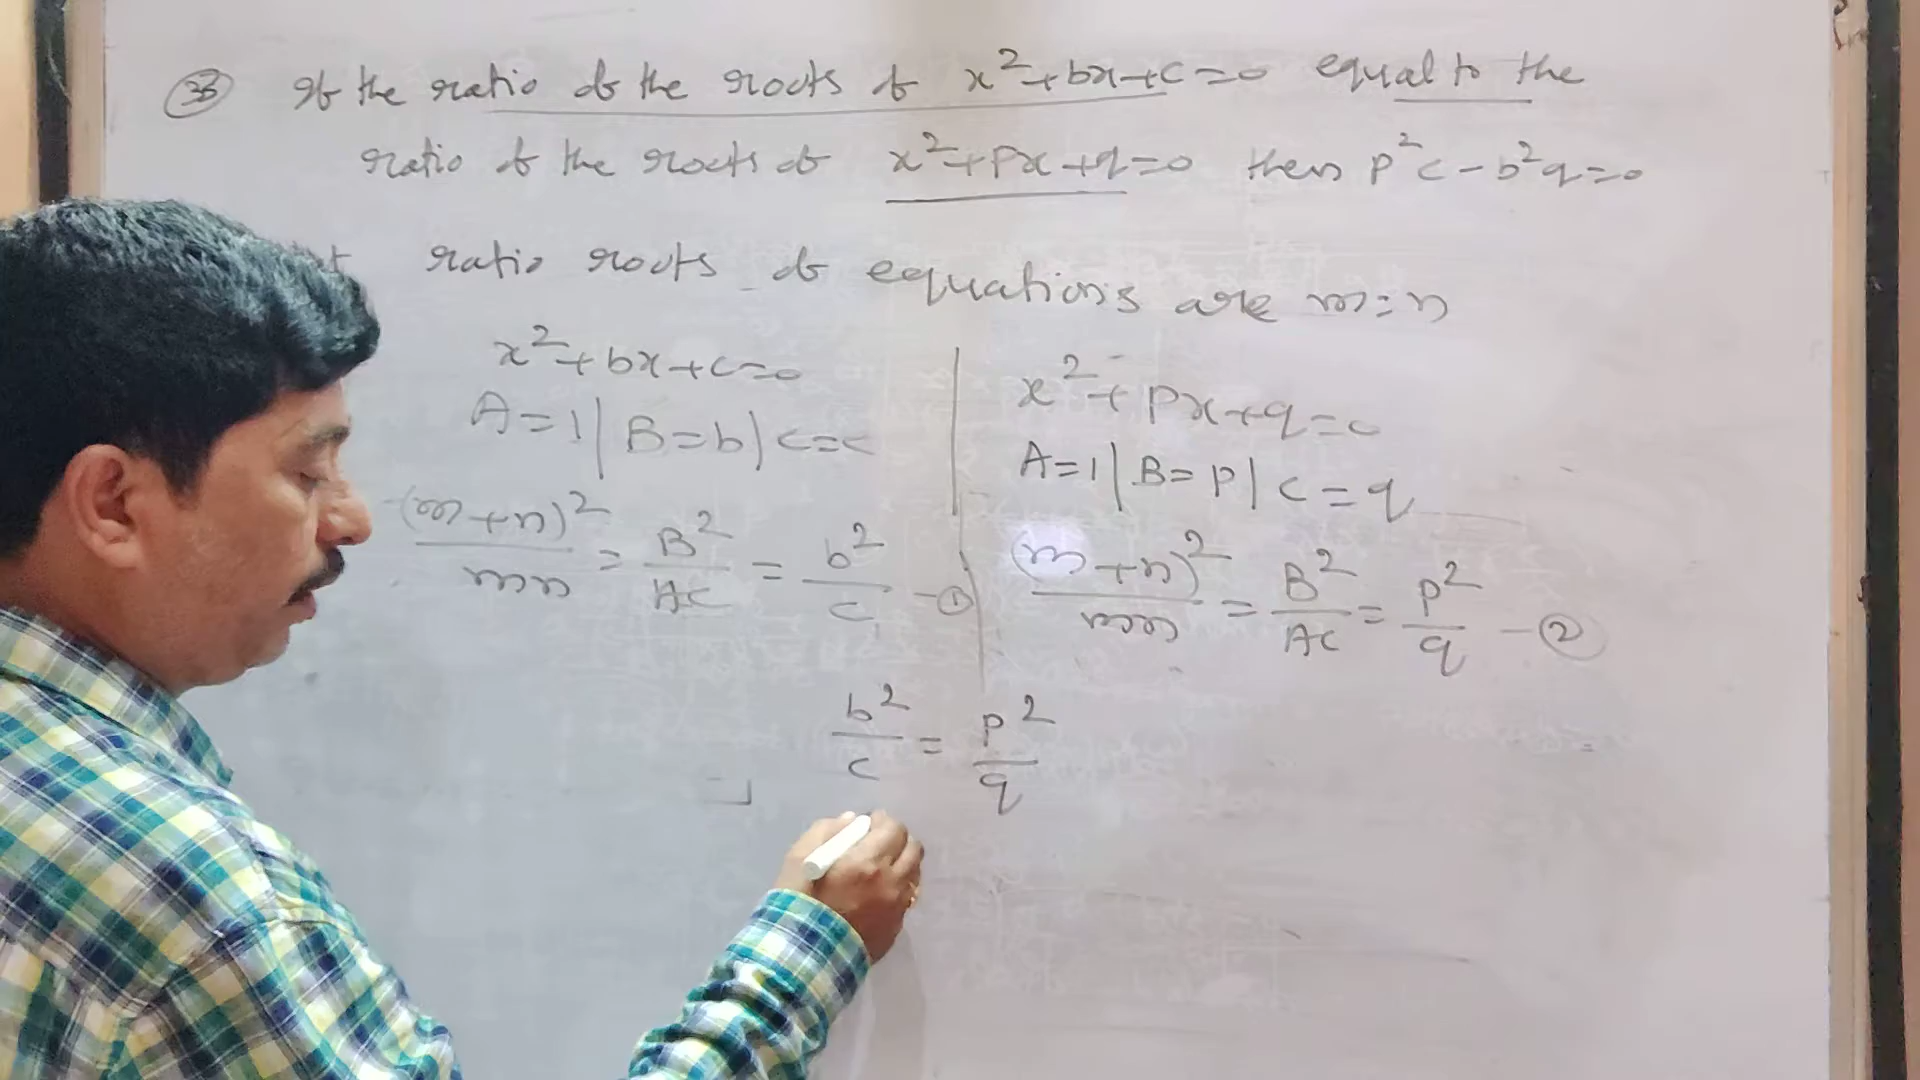 36 If the ratio of the roots of x²+bx+c=0 equal to the
ratio of the roots of x²+px+q=0 then p²c-b²q=0
ratio roots of equations are m:n
x²+bx+c=0
A=1 | B=b | c=c
(m+n)²/mn = B²/AC = b²/c -①
x²+px+q=0
A=1 | B=p | c=q
(m+n)²/mn = B²/AC = p²/q -②
b²/c = p²/q